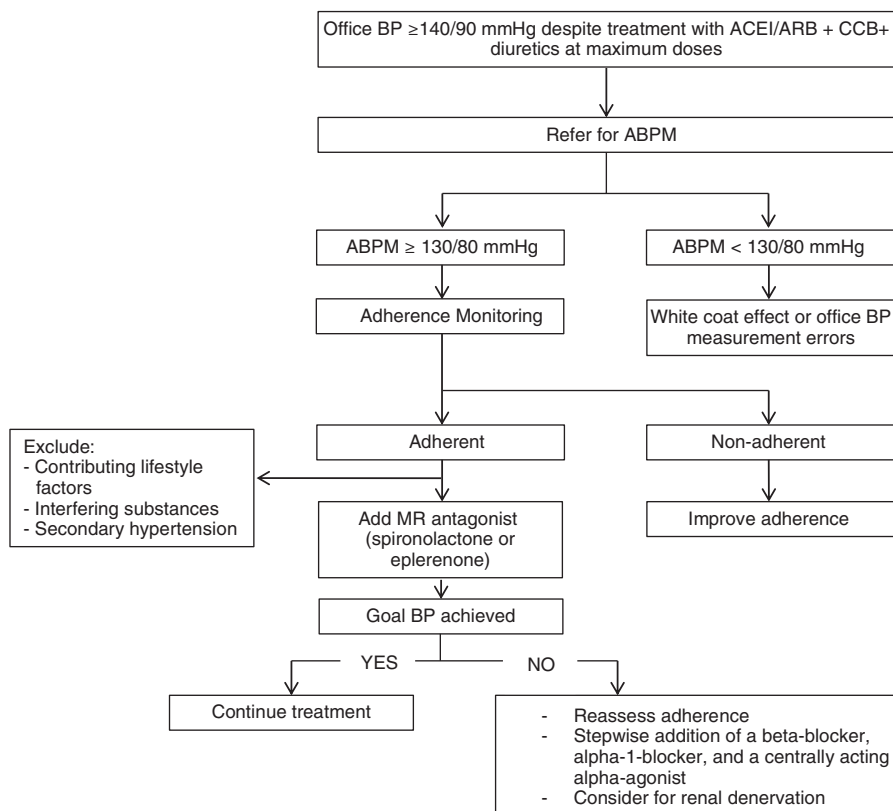 Office BP ≥140/90 mmHg despite treatment with ACEI/ARB + CCB+
diuretics at maximum doses
Refer for ABPM
ABPM ≥ 130/80 mmHg
ABPM < 130/80 mmHg
Adherence Monitoring
White coat effect or office BP
measurement errors
Adherent
Non-adherent
Exclude:
- Contributing lifestyle
factors
- Interfering substances
- Secondary hypertension
Add MR antagonist
(spironolactone or
eplerenone)
Improve adherence
Goal BP achieved
YES
NO
Continue treatment
- Reassess adherence
- Stepwise addition of a beta-blocker,
alpha-1-blocker, and a centrally acting
alpha-agonist
- Consider for renal denervation